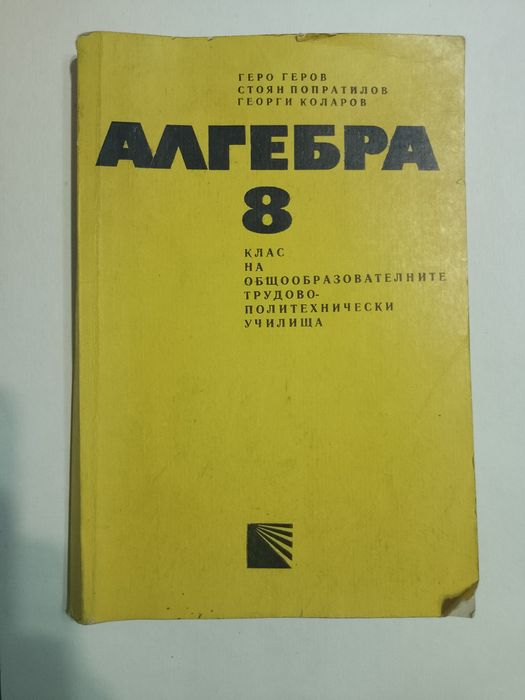 ГЕРО ГЕРОВ
СТОЯН ПОПРАТИЛОВ
ГЕОРГИ КОЛАРОВ
АЛГЕБРА
8
КЛАС
НА
ОБЩООБРАЗОВАТЕЛНИТЕ
ТРУДОВО-
ПОЛИТЕХНИЧЕСКИ
УЧИЛИЩА